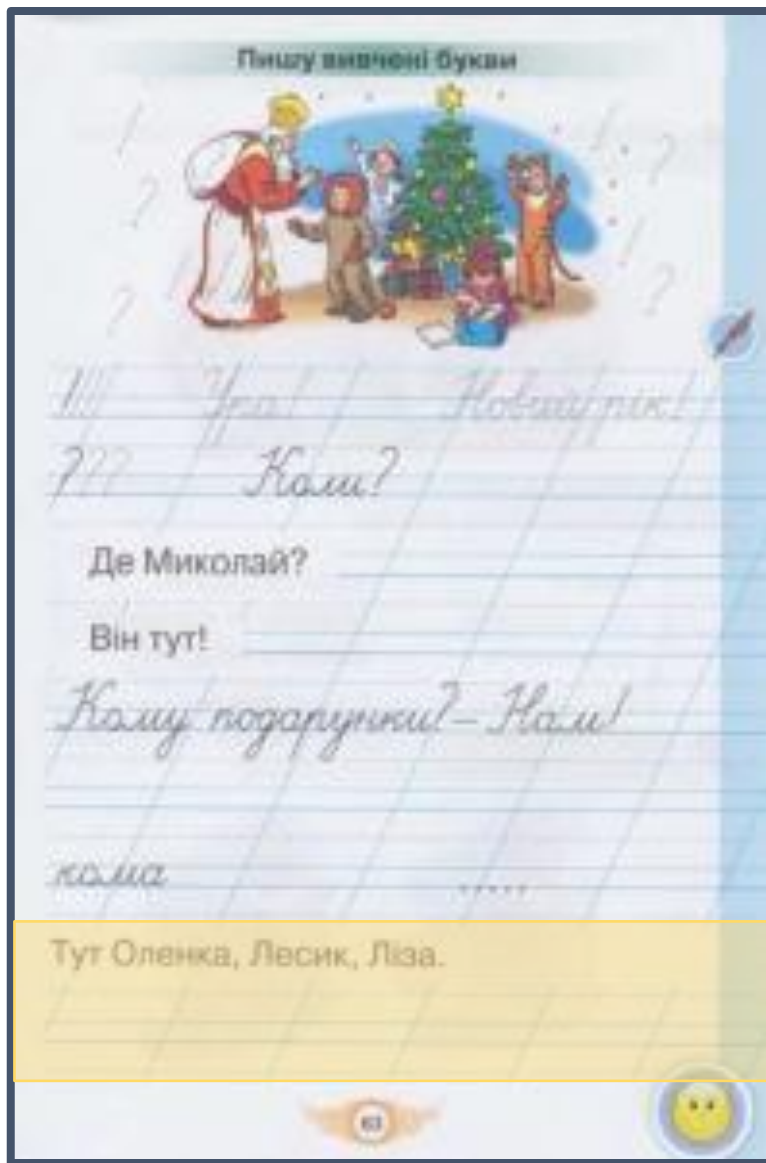 Пишу вивчені букви
! ! ! Ура! Новий рік!
? ? ? Коли?
Де Миколай?
Він тут!
Кому подарунки? – Нам!
кома , , , , ,
Тут Оленка, Лесик, Ліза.
63